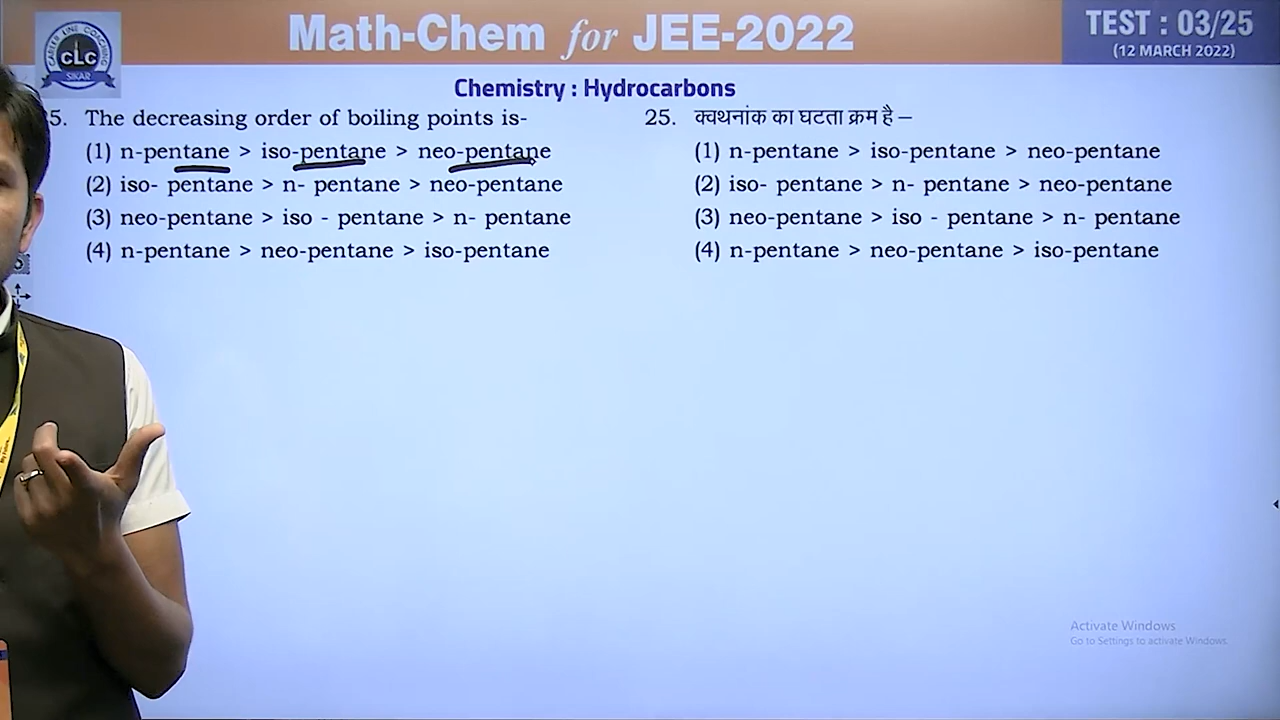 Math-Chem for JEE-2022
TEST : 03/25
(12 MARCH 2022)
CAREER LINE COACHING
CLC
SIKAR
Chemistry : Hydrocarbons
5. The decreasing order of boiling points is-
(1) n-pentane > iso-pentane > neo-pentane
(2) iso- pentane > n- pentane > neo-pentane
(3) neo-pentane > iso - pentane > n- pentane
(4) n-pentane > neo-pentane > iso-pentane
25. क्वथनांक का घटता क्रम है –
(1) n-pentane > iso-pentane > neo-pentane
(2) iso- pentane > n- pentane > neo-pentane
(3) neo-pentane > iso - pentane > n- pentane
(4) n-pentane > neo-pentane > iso-pentane
Activate Windows
Go to Settings to activate Windows.